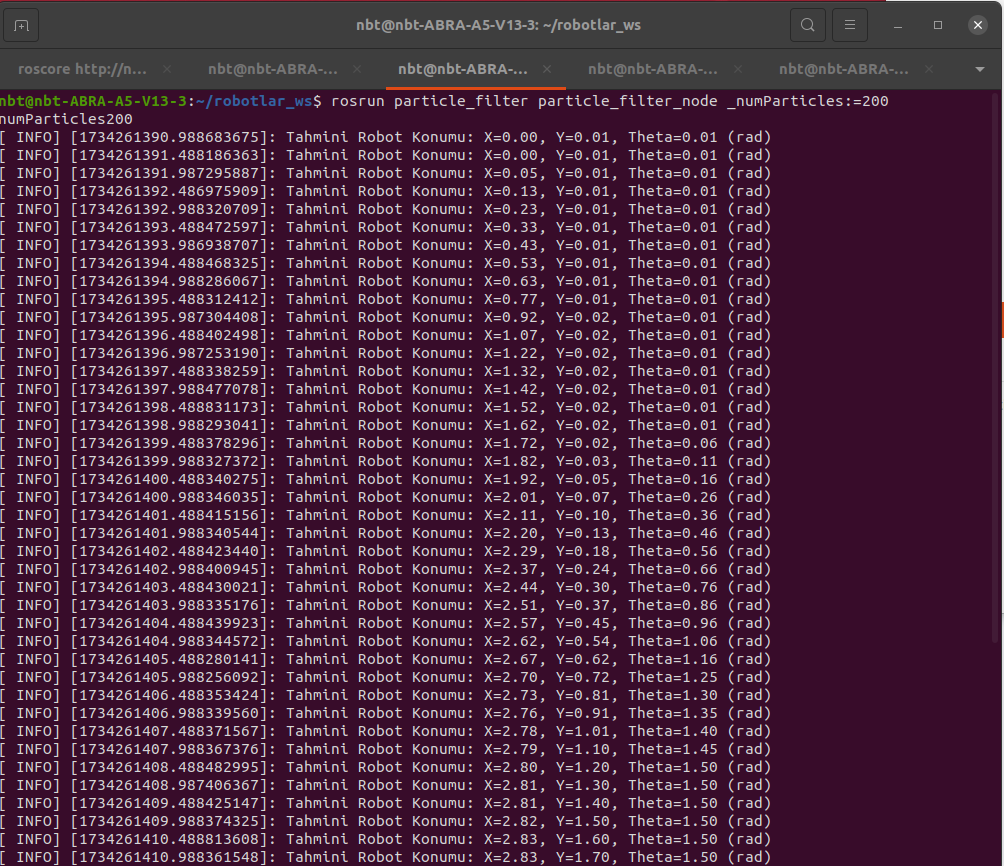 nbt@nbt-ABRA-A5-V13-3: ~/robotlar_ws
roscore http://n...
nbt@nbt-ABRA-...
nbt@nbt-ABRA-...
nbt@nbt-ABRA-...
nbt@nbt-ABRA-...
nbt@nbt-ABRA-A5-V13-3:~/robotlar_ws$ rosrun particle_filter particle_filter_node _numParticles:=200
numParticles200
[ INFO] [1734261390.988683675]: Tahmini Robot Konumu: X=0.00, Y=0.01, Theta=0.01 (rad)
[ INFO] [1734261391.488186363]: Tahmini Robot Konumu: X=0.00, Y=0.01, Theta=0.01 (rad)
[ INFO] [1734261391.987295887]: Tahmini Robot Konumu: X=0.05, Y=0.01, Theta=0.01 (rad)
[ INFO] [1734261392.486975909]: Tahmini Robot Konumu: X=0.13, Y=0.01, Theta=0.01 (rad)
[ INFO] [1734261392.988320709]: Tahmini Robot Konumu: X=0.23, Y=0.01, Theta=0.01 (rad)
[ INFO] [1734261393.488472597]: Tahmini Robot Konumu: X=0.33, Y=0.01, Theta=0.01 (rad)
[ INFO] [1734261393.986938707]: Tahmini Robot Konumu: X=0.43, Y=0.01, Theta=0.01 (rad)
[ INFO] [1734261394.488468325]: Tahmini Robot Konumu: X=0.53, Y=0.01, Theta=0.01 (rad)
[ INFO] [1734261394.988286067]: Tahmini Robot Konumu: X=0.63, Y=0.01, Theta=0.01 (rad)
[ INFO] [1734261395.488312412]: Tahmini Robot Konumu: X=0.77, Y=0.01, Theta=0.01 (rad)
[ INFO] [1734261395.987304408]: Tahmini Robot Konumu: X=0.92, Y=0.02, Theta=0.01 (rad)
[ INFO] [1734261396.488402498]: Tahmini Robot Konumu: X=1.07, Y=0.02, Theta=0.01 (rad)
[ INFO] [1734261396.987253190]: Tahmini Robot Konumu: X=1.22, Y=0.02, Theta=0.01 (rad)
[ INFO] [1734261397.488338259]: Tahmini Robot Konumu: X=1.32, Y=0.02, Theta=0.01 (rad)
[ INFO] [1734261397.988477078]: Tahmini Robot Konumu: X=1.42, Y=0.02, Theta=0.01 (rad)
[ INFO] [1734261398.488831173]: Tahmini Robot Konumu: X=1.52, Y=0.02, Theta=0.01 (rad)
[ INFO] [1734261398.988293041]: Tahmini Robot Konumu: X=1.62, Y=0.02, Theta=0.01 (rad)
[ INFO] [1734261399.488378296]: Tahmini Robot Konumu: X=1.72, Y=0.02, Theta=0.06 (rad)
[ INFO] [1734261399.988327372]: Tahmini Robot Konumu: X=1.82, Y=0.03, Theta=0.11 (rad)
[ INFO] [1734261400.488340275]: Tahmini Robot Konumu: X=1.92, Y=0.05, Theta=0.16 (rad)
[ INFO] [1734261400.988346035]: Tahmini Robot Konumu: X=2.01, Y=0.07, Theta=0.26 (rad)
[ INFO] [1734261401.488415156]: Tahmini Robot Konumu: X=2.11, Y=0.10, Theta=0.36 (rad)
[ INFO] [1734261401.988340544]: Tahmini Robot Konumu: X=2.20, Y=0.13, Theta=0.46 (rad)
[ INFO] [1734261402.488423440]: Tahmini Robot Konumu: X=2.29, Y=0.18, Theta=0.56 (rad)
[ INFO] [1734261402.988400945]: Tahmini Robot Konumu: X=2.37, Y=0.24, Theta=0.66 (rad)
[ INFO] [1734261403.488430021]: Tahmini Robot Konumu: X=2.44, Y=0.30, Theta=0.76 (rad)
[ INFO] [1734261403.988335176]: Tahmini Robot Konumu: X=2.51, Y=0.37, Theta=0.86 (rad)
[ INFO] [1734261404.488439923]: Tahmini Robot Konumu: X=2.57, Y=0.45, Theta=0.96 (rad)
[ INFO] [1734261404.988344572]: Tahmini Robot Konumu: X=2.62, Y=0.54, Theta=1.06 (rad)
[ INFO] [1734261405.488280141]: Tahmini Robot Konumu: X=2.67, Y=0.62, Theta=1.16 (rad)
[ INFO] [1734261405.988256092]: Tahmini Robot Konumu: X=2.70, Y=0.72, Theta=1.25 (rad)
[ INFO] [1734261406.488353424]: Tahmini Robot Konumu: X=2.73, Y=0.81, Theta=1.30 (rad)
[ INFO] [1734261406.988339560]: Tahmini Robot Konumu: X=2.76, Y=0.91, Theta=1.35 (rad)
[ INFO] [1734261407.488371567]: Tahmini Robot Konumu: X=2.78, Y=1.01, Theta=1.40 (rad)
[ INFO] [1734261407.988367376]: Tahmini Robot Konumu: X=2.79, Y=1.10, Theta=1.45 (rad)
[ INFO] [1734261408.488482995]: Tahmini Robot Konumu: X=2.80, Y=1.20, Theta=1.50 (rad)
[ INFO] [1734261408.987406367]: Tahmini Robot Konumu: X=2.81, Y=1.30, Theta=1.50 (rad)
[ INFO] [1734261409.488425147]: Tahmini Robot Konumu: X=2.81, Y=1.40, Theta=1.50 (rad)
[ INFO] [1734261409.988374325]: Tahmini Robot Konumu: X=2.82, Y=1.50, Theta=1.50 (rad)
[ INFO] [1734261410.488813608]: Tahmini Robot Konumu: X=2.83, Y=1.60, Theta=1.50 (rad)
[ INFO] [1734261410.988361548]: Tahmini Robot Konumu: X=2.83, Y=1.70, Theta=1.50 (rad)